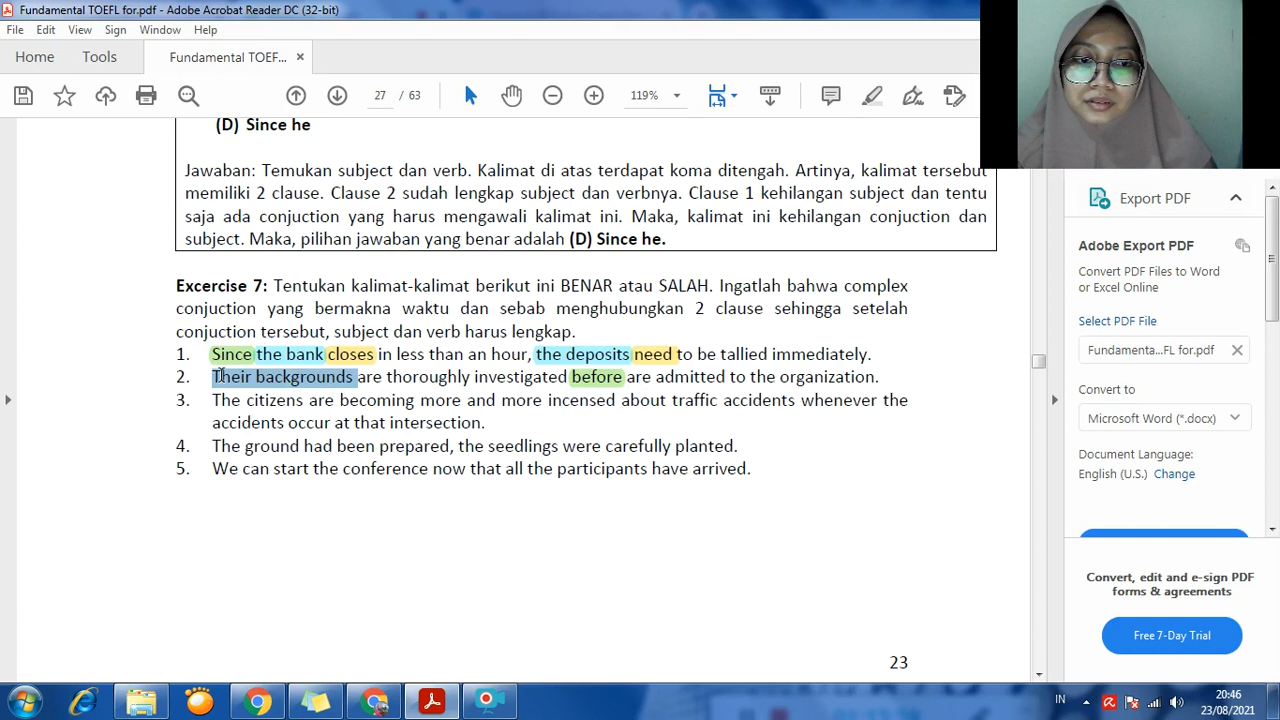 Fundamental TOEFL for.pdf - Adobe Acrobat Reader DC (32-bit)
File Edit View Sign Window Help
Home Tools Fundamental TOEF... ×
27 / 63 119%
(D) Since he
Jawaban: Temukan subject dan verb. Kalimat di atas terdapat koma ditengah. Artinya, kalimat tersebut
memiliki 2 clause. Clause 2 sudah lengkap subject dan verbnya. Clause 1 kehilangan subject dan tentu
saja ada conjuction yang harus mengawali kalimat ini. Maka, kalimat ini kehilangan conjuction dan
subject. Maka, pilihan jawaban yang benar adalah (D) Since he.
Excercise 7: Tentukan kalimat-kalimat berikut ini BENAR atau SALAH. Ingatlah bahwa complex
conjuction yang bermakna waktu dan sebab menghubungkan 2 clause sehingga setelah
conjuction tersebut, subject dan verb harus lengkap.
1. Since the bank closes in less than an hour, the deposits need to be tallied immediately.
2. Their backgrounds are thoroughly investigated before are admitted to the organization.
3. The citizens are becoming more and more incensed about traffic accidents whenever the
accidents occur at that intersection.
4. The ground had been prepared, the seedlings were carefully planted.
5. We can start the conference now that all the participants have arrived.
23
Export PDF
Adobe Export PDF
Convert PDF Files to Word
or Excel Online
Select PDF File
Fundamenta...FL for.pdf ×
Convert to
Microsoft Word (*.docx)
Document Language:
English (U.S.) Change
Convert, edit and e-sign PDF
forms & agreements
Free 7-Day Trial
IN
20:46
23/08/2021